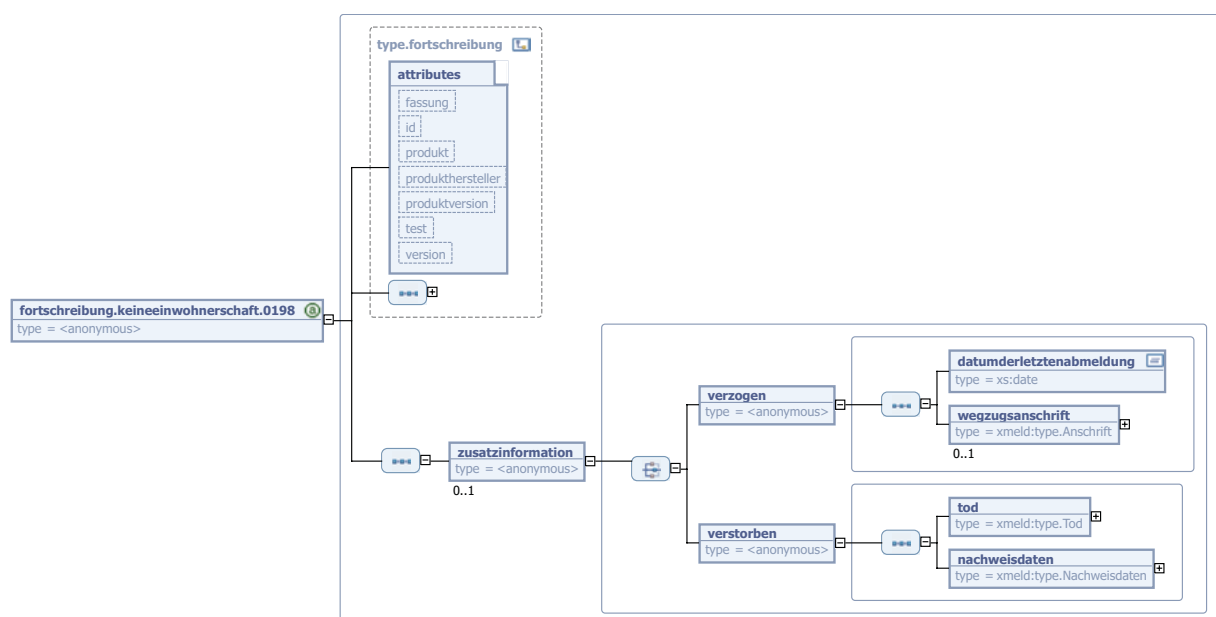 type.fortschreibung
attributes
fassung
id
produkt
produkthersteller
produktversion
test
version
fortschreibung.keineeinwohnerschaft.0198 a
type = <anonymous>
zusatzinformation
type = <anonymous>
0..1
verzogen
type = <anonymous>
datumderletztenabmeldung
type = xs:date
wegzugsanschrift
type = xmeld:type.Anschrift
0..1
verstorben
type = <anonymous>
tod
type = xmeld:type.Tod
nachweisdaten
type = xmeld:type.Nachweisdaten